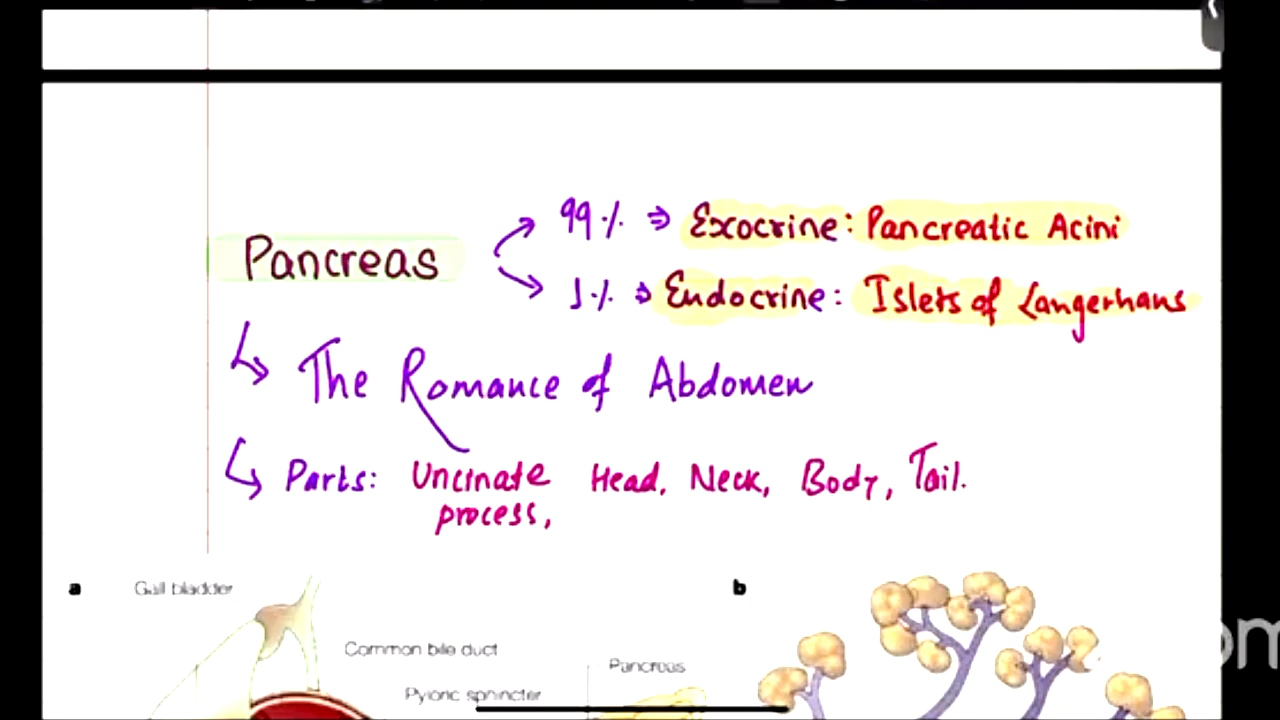 99% ⇒ Exocrine: Pancreatic Acini
Pancreas
1% ⇒ Endocrine: Islets of Langerhans
↳ The Romance of Abdomen
↳ Parts: Uncinate Head, Neck, Body, Tail.
process,
a Gall bladder b
Common bile duct
Pancreas
Pyloric sphincter
om